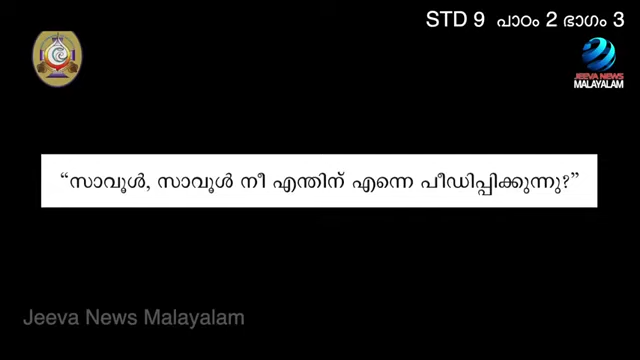 STD 9 പാഠം 2 ഭാഗം 3
JEEVA NEWS
MALAYALAM
“സാവൂൾ, സാവൂൾ നീ എന്തിന് എന്നെ പീഡിപ്പിക്കുന്നു?”
Jeeva News Malayalam